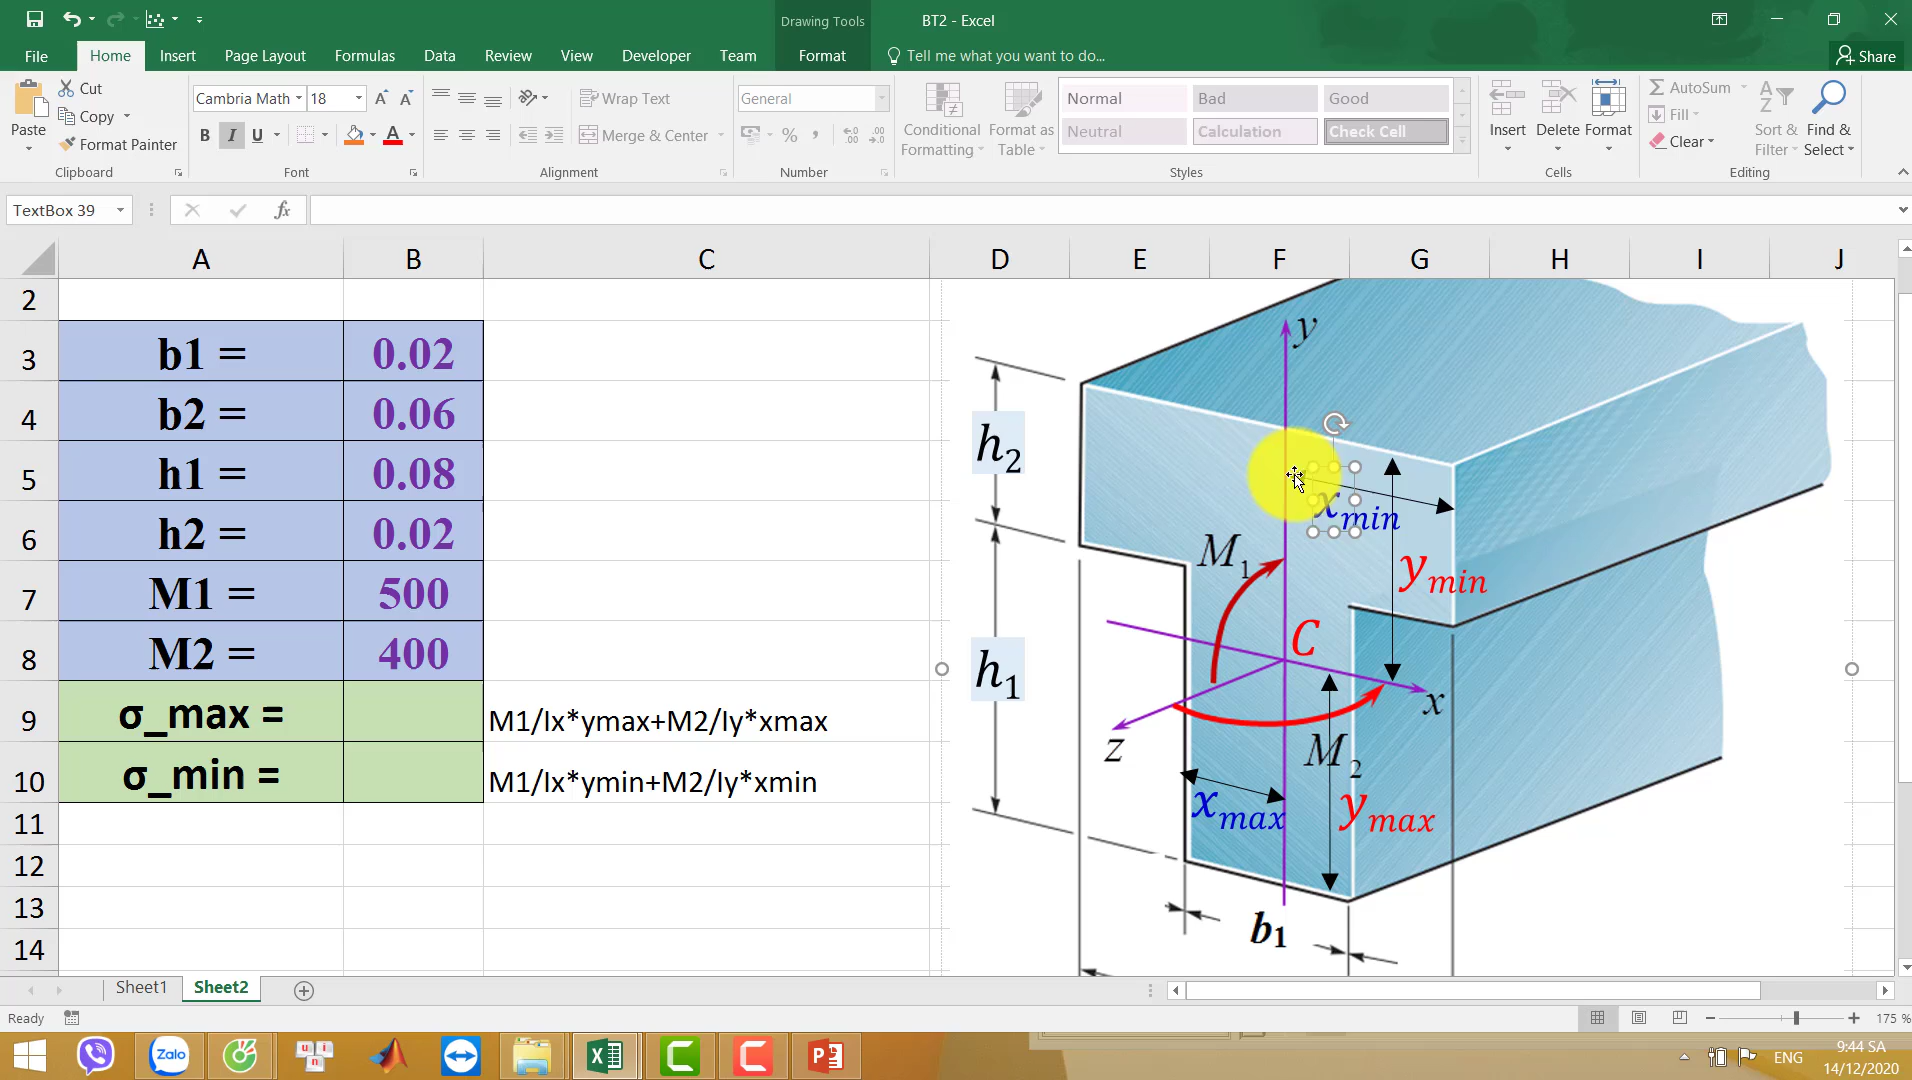 Drawing Tools
BT2 - Excel
File
Home
Insert
Page Layout
Formulas
Data
Review
View
Developer
Team
Format
Tell me what you want to do...
Share
Paste
Cut
Copy
Format Painter
Clipboard
Cambria Math
18
B I U
Font
Wrap Text
Merge & Center
Alignment
General
%
Number
Conditional Formatting
Format as Table
Normal
Bad
Good
Neutral
Calculation
Check Cell
Styles
Insert
Delete
Format
Cells
AutoSum
Fill
Clear
Sort & Filter
Find & Select
Editing
TextBox 39
fx
A B C D E F G H I J
2
3 b1 = 0.02
4 b2 = 0.06
5 h1 = 0.08
6 h2 = 0.02
7 M1 = 500
8 M2 = 400
9 σ_max = M1/Ix*ymax+M2/Iy*xmax
10 σ_min = M1/Ix*ymin+M2/Iy*xmin
11
12
13
14
y
h₂
xmin
M₁
ymin
C
h₁
x
z
M₂
xmax
ymax
b₁
Sheet1
Sheet2
Ready
175 %
Zalo
uni n
ENG
9:44 SA
14/12/2020